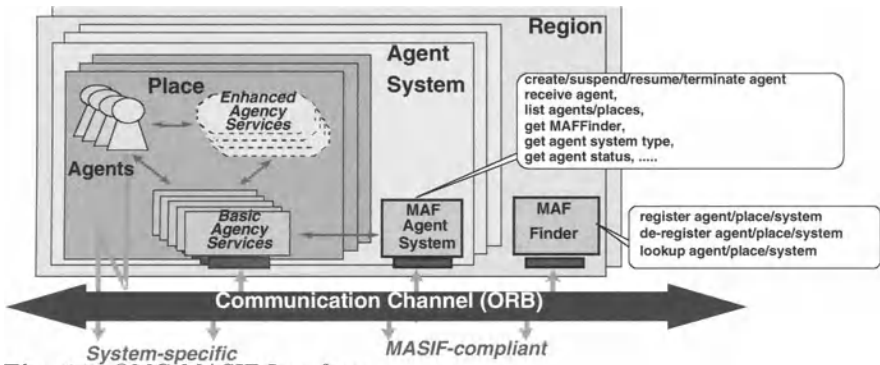 Region
Agent
System
Place
Enhanced
Agency
Services
Agents
Basic
Agency
Services
MAF
Agent
System
MAF
Finder
create/suspend/resume/terminate agent
receive agent,
list agents/places,
get MAFFinder,
get agent system type,
get agent status, .....
register agent/place/system
de-register agent/place/system
lookup agent/place/system
Communication Channel (ORB)
System-specific
MASIF-compliant
OMG MASIF